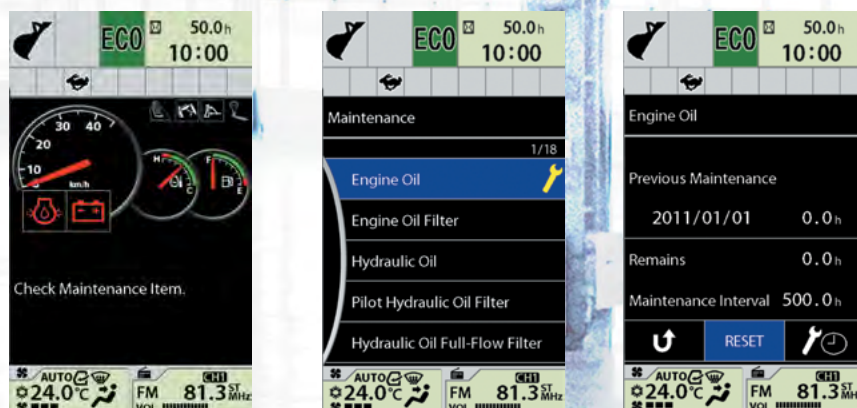 ECO
50.0h
10:00
10
20
30
40
km/h
H
C
F
E
Check Maintenance Item.
AUTO
24.0°C
FM
CH1
81.3 ST MHz
VOL
ECO
50.0h
10:00
Maintenance
1/18
Engine Oil
Engine Oil Filter
Hydraulic Oil
Pilot Hydraulic Oil Filter
Hydraulic Oil Full-Flow Filter
AUTO
24.0°C
FM
CH1
81.3 ST MHz
VOL
ECO
50.0h
10:00
Engine Oil
Previous Maintenance
2011/01/01 0.0h
Remains 0.0h
Maintenance Interval 500.0h
RESET
AUTO
24.0°C
FM
CH1
81.3 ST MHz
VOL